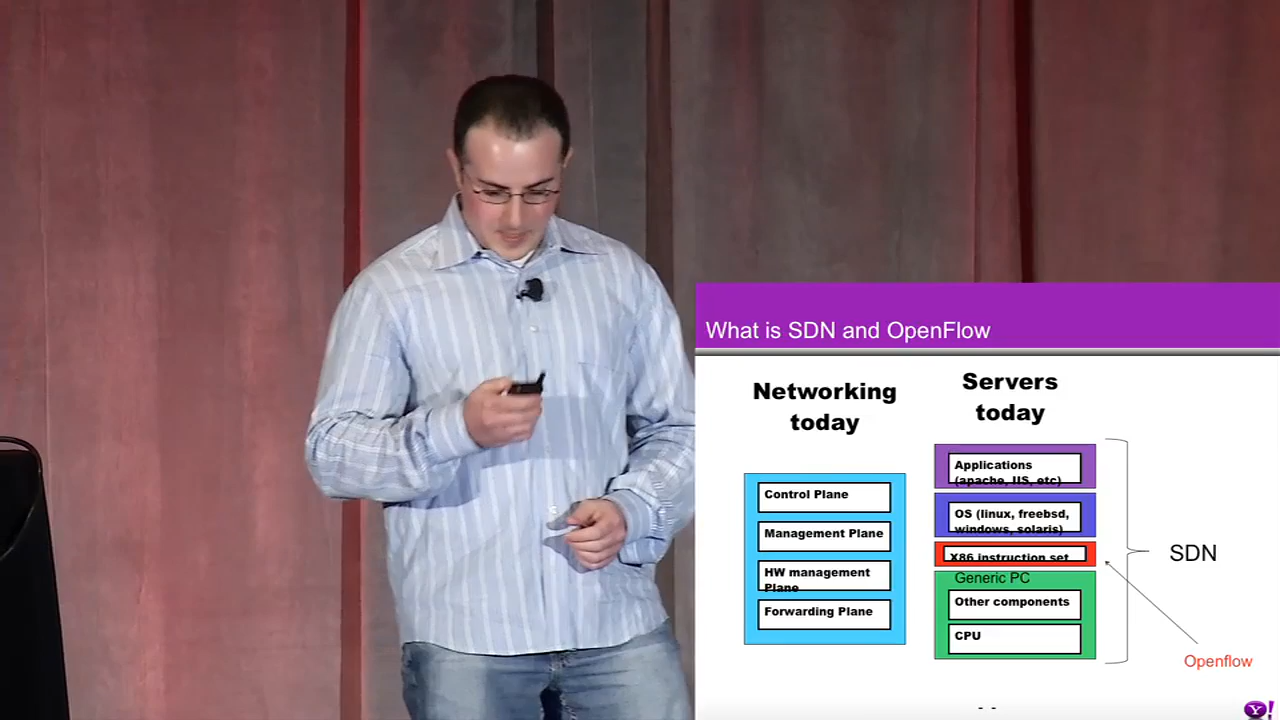 What is SDN and OpenFlow
Networking
today
Servers
today
Control Plane
Management Plane
HW management
Plane
Forwarding Plane
Applications
(apache, US, etc)
OS (linux, freebsd,
windows, solaris)
X86 instruction set
Generic PC
Other components
CPU
SDN
Openflow
- -
Y!